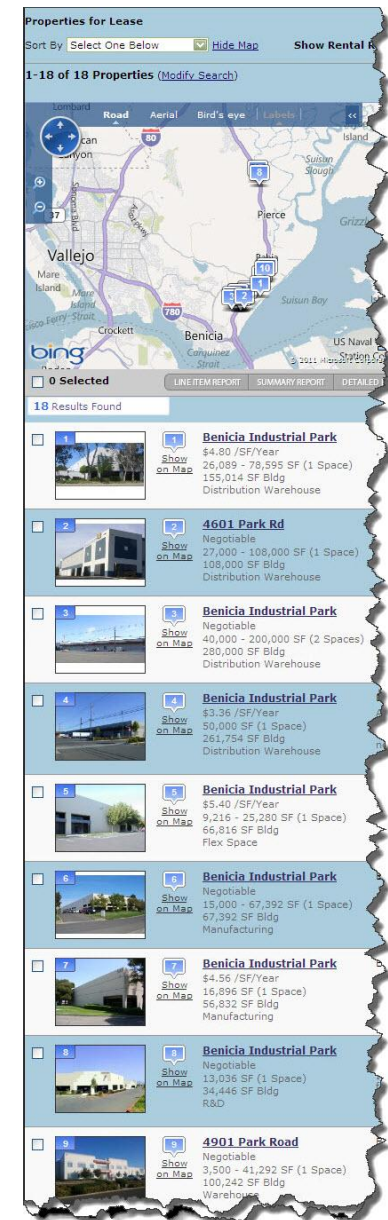 Properties for Lease
Sort By Select One Below Hide Map Show Rental
1-18 of 18 Properties (Modify Search)
Lombard
Road Aerial Bird's eye Labels <<
can
nyon
80
Island
Suisun
Slough
8
37
Sonoma Blvd
Pierce
Grizz
Vallejo
Mare
Island
Mare
Island
10
1
2
Strait
Suisun Bay
780
Crockett
Benicia
US Naval
bing
Carquinez
Strait
Station Co
© 2011 Microsoft Corpora
0 Selected LINE ITEM REPORT SUMMARY REPORT DETAILED
18 Results Found
1 1 Benicia Industrial Park
Show
on Map
$4.80 /SF/Year
26,089 - 78,595 SF (1 Space)
155,014 SF Bldg
Distribution Warehouse
2 2 4601 Park Rd
Show
on Map
Negotiable
27,000 - 108,000 SF (1 Space)
108,000 SF Bldg
Distribution Warehouse
3 3 Benicia Industrial Park
Show
on Map
Negotiable
40,000 - 200,000 SF (2 Spaces)
280,000 SF Bldg
Distribution Warehouse
4 4 Benicia Industrial Park
Show
on Map
$3.36 /SF/Year
50,000 SF (1 Space)
261,754 SF Bldg
Distribution Warehouse
5 5 Benicia Industrial Park
Show
on Map
$5.40 /SF/Year
9,216 - 25,280 SF (1 Space)
66,816 SF Bldg
Flex Space
6 6 Benicia Industrial Park
Show
on Map
Negotiable
15,000 - 67,392 SF (1 Space)
67,392 SF Bldg
Manufacturing
7 7 Benicia Industrial Park
Show
on Map
$4.56 /SF/Year
16,896 SF (1 Space)
56,832 SF Bldg
Manufacturing
8 8 Benicia Industrial Park
Show
on Map
Negotiable
13,036 SF (1 Space)
34,446 SF Bldg
R&D
9 9 4901 Park Road
Show
on Map
Negotiable
3,500 - 41,292 SF (1 Space)
100,242 SF Bldg
Warehouse